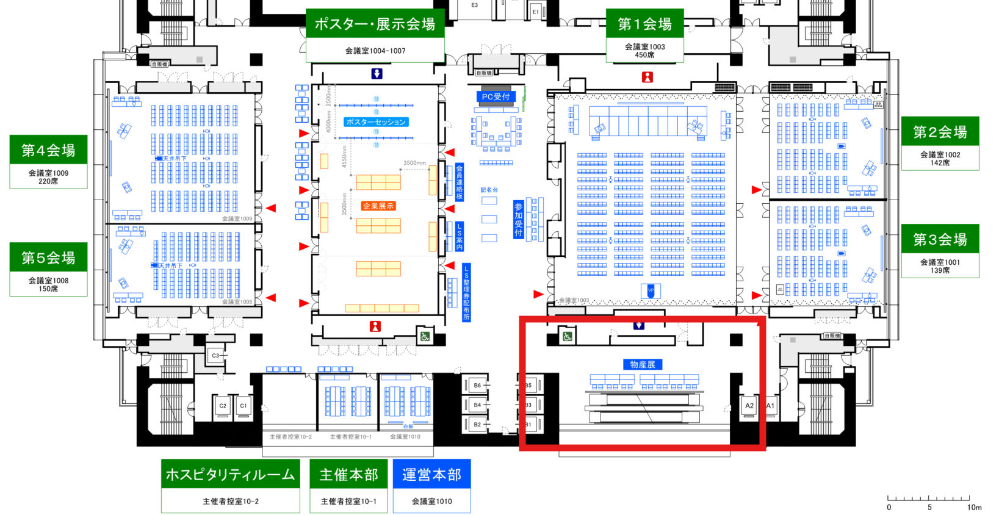 E3
E1
ポスター・展示会場
会議室1004-1007
第1会場
会議室1003
450席
自販機
自販機
PC受付
2500mm
⑩
⑩
ポスターセッション
4000mm
⑩
⑩
第4会場
会議室1009
220席
天井吊下
4550mm
3500mm
会員連絡板
記名台
企業展示
3500mm
参加受付
会議室1009
第2会場
会議室1002
142席
LS案内
第5会場
会議室1008
150席
天井吊下
第3会場
会議室1001
139席
LS整理券配布所
VP
会議室1008
会議室1003
自販機
C3
物産展
B6
B5
C2
C1
B4
B3
A2
A1
B2
B1
白板
主催者控室10-2
主催者控室10-1
会議室1010
ホスピタリティルーム
主催者控室10-2
主催本部
主催者控室10-1
運営本部
会議室1010
0
5
10m